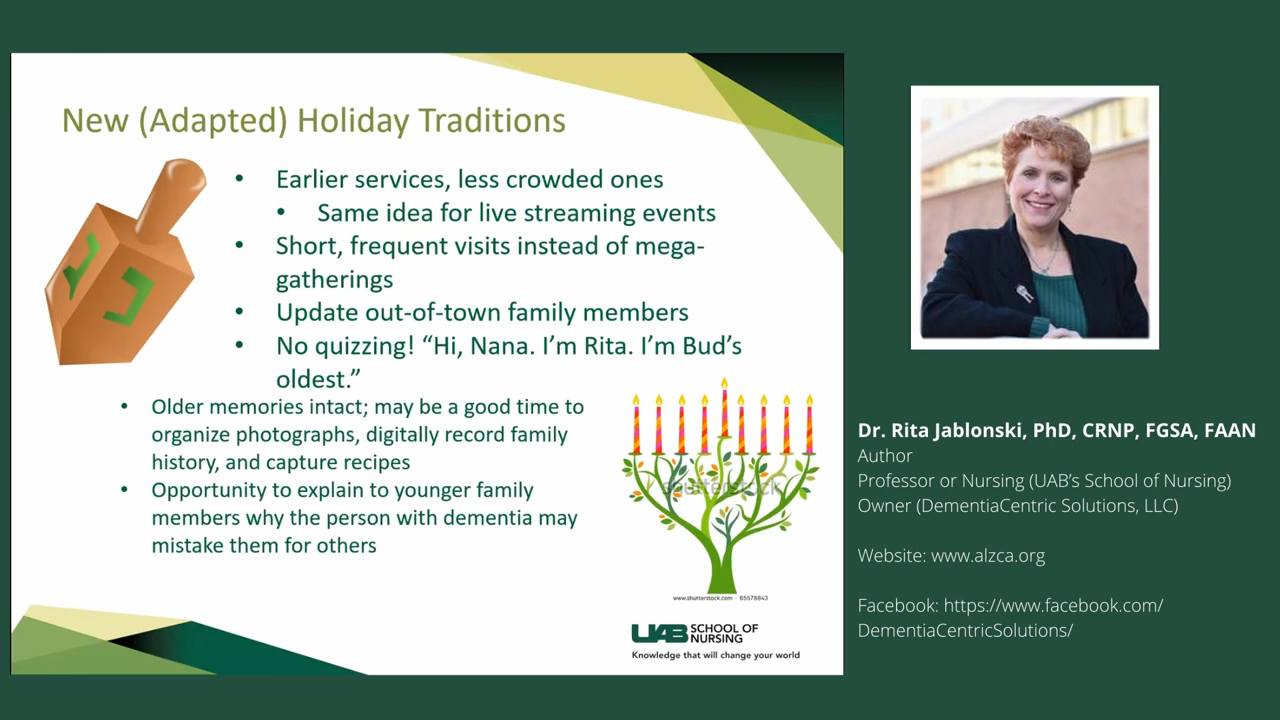 New (Adapted) Holiday Traditions
• Earlier services, less crowded ones
• Same idea for live streaming events
• Short, frequent visits instead of mega-
gatherings
• Update out-of-town family members
• No quizzing! “Hi, Nana. I’m Rita. I’m Bud’s
oldest.”
• Older memories intact; may be a good time to
organize photographs, digitally record family
history, and capture recipes
• Opportunity to explain to younger family
members why the person with dementia may
mistake them for others
ג
נ
shutterstock
www.shutterstock.com · 65578843
UAB SCHOOL OF
NURSING
Knowledge that will change your world
Dr. Rita Jablonski, PhD, CRNP, FGSA, FAAN
Author
Professor or Nursing (UAB’s School of Nursing)
Owner (DementiaCentric Solutions, LLC)
Website: www.alzca.org
Facebook: https://www.facebook.com/
DementiaCentricSolutions/